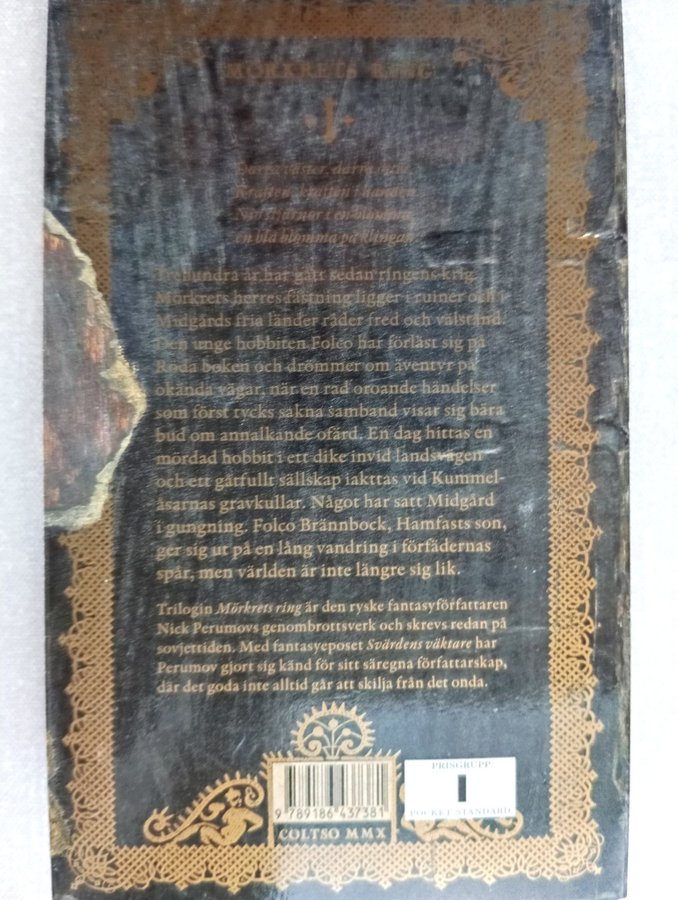 MÖRKRETS RING
· I ·
en blå blomma på klingan.
Trehundra år har gått sedan ringens krig.
Mörkrets herres fästning ligger i ruiner och i
Midgårds fria länder råder fred och välstånd.
Den unge hobbiten Folco har förläst sig på
Röda boken och drömmer om äventyr på
okända vägar, när en rad oroande händelser
som först tycks sakna samband visar sig bära
bud om annalkande ofärd. En dag hittas en
mördad hobbit i ett dike invid landsvägen
och ett gåtfullt sällskap iakttas vid Kummel-
åsarnas gravkullar. Något har satt Midgård
i gungning. Folco Brännbock, Hamfasts son,
ger sig ut på en lång vandring i förfädernas
spår, men världen är inte längre sig lik.
Trilogin Mörkrets ring är den ryske fantasyförfattaren
Nick Perumovs genombrottsverk och skrevs redan på
sovjettiden. Med fantasyeposet Svärdens väktare har
Perumov gjort sig känd för sitt säregna författarskap,
där det goda inte alltid går att skilja från det onda.
9 789186 437381
COLTSO MMX
PRISGRUPP
I
POCKET STANDARD